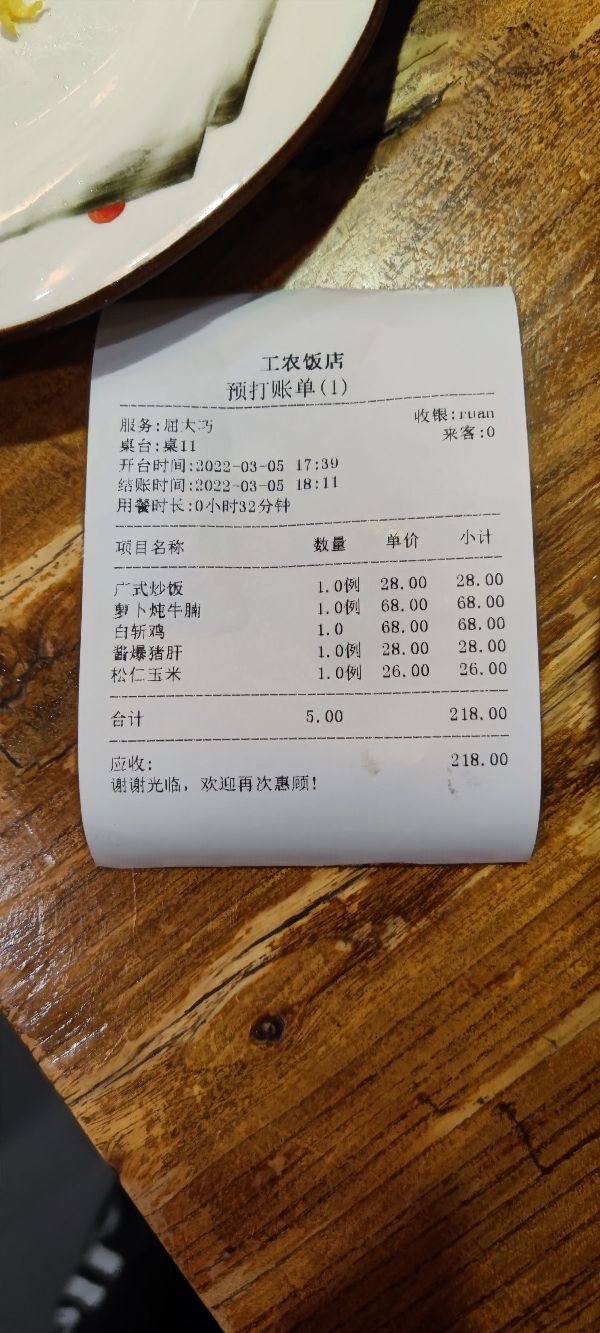 工农饭店
预打账单(1)
服务:屈大巧 收银:ruan
桌台:桌11 来客:0
开台时间:2022-03-05 17:39
结账时间:2022-03-05 18:11
用餐时长:0小时32分钟
项目名称 数量 单价 小计
广式炒饭 1.0例 28.00 28.00
萝卜炖牛腩 1.0例 68.00 68.00
白斩鸡 1.0 68.00 68.00
酱爆猪肝 1.0例 28.00 28.00
松仁玉米 1.0例 26.00 26.00
合计 5.00 218.00
应收: 218.00
谢谢光临，欢迎再次惠顾!